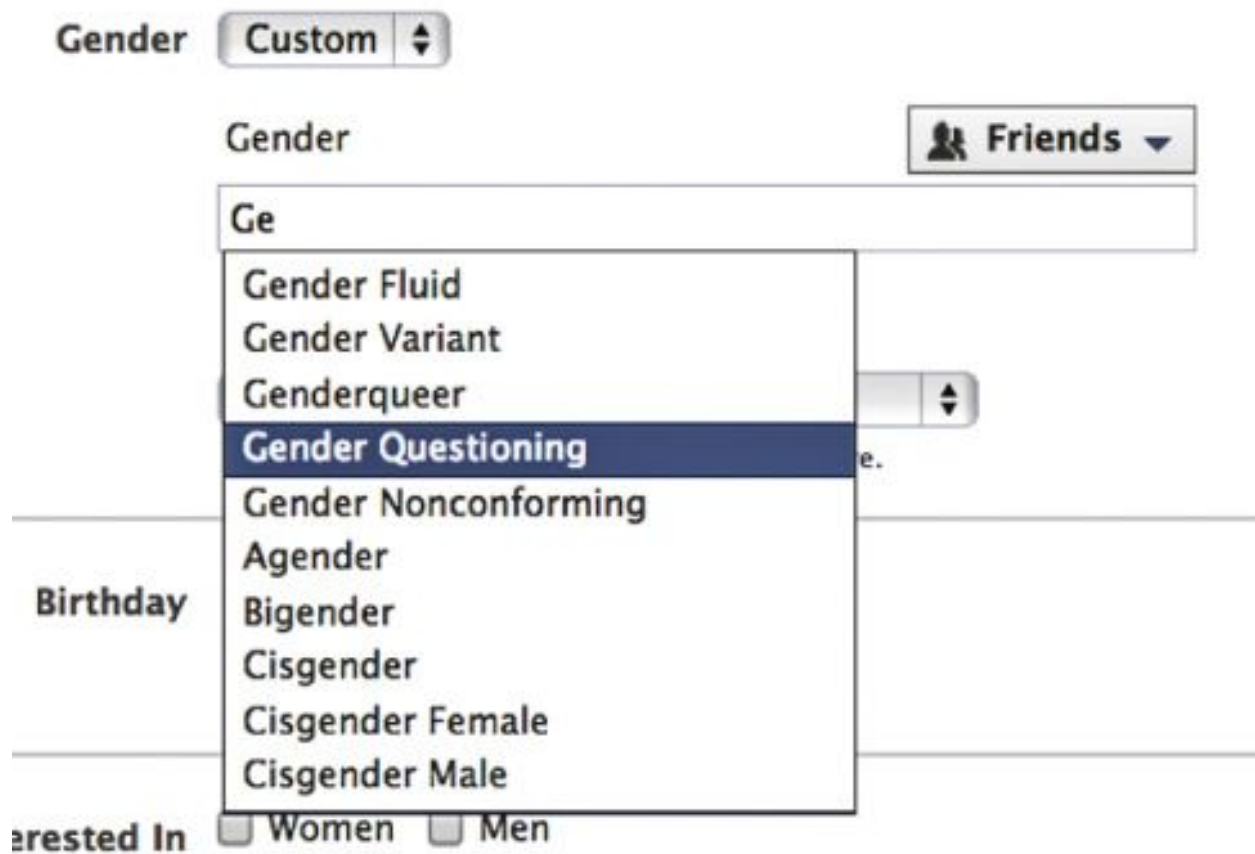 Gender Custom
Gender Friends
Ge
Gender Fluid
Gender Variant
Genderqueer
Gender Questioning
e.
Gender Nonconforming
Agender
Birthday
Bigender
Cisgender
Cisgender Female
Cisgender Male
erested In Women Men